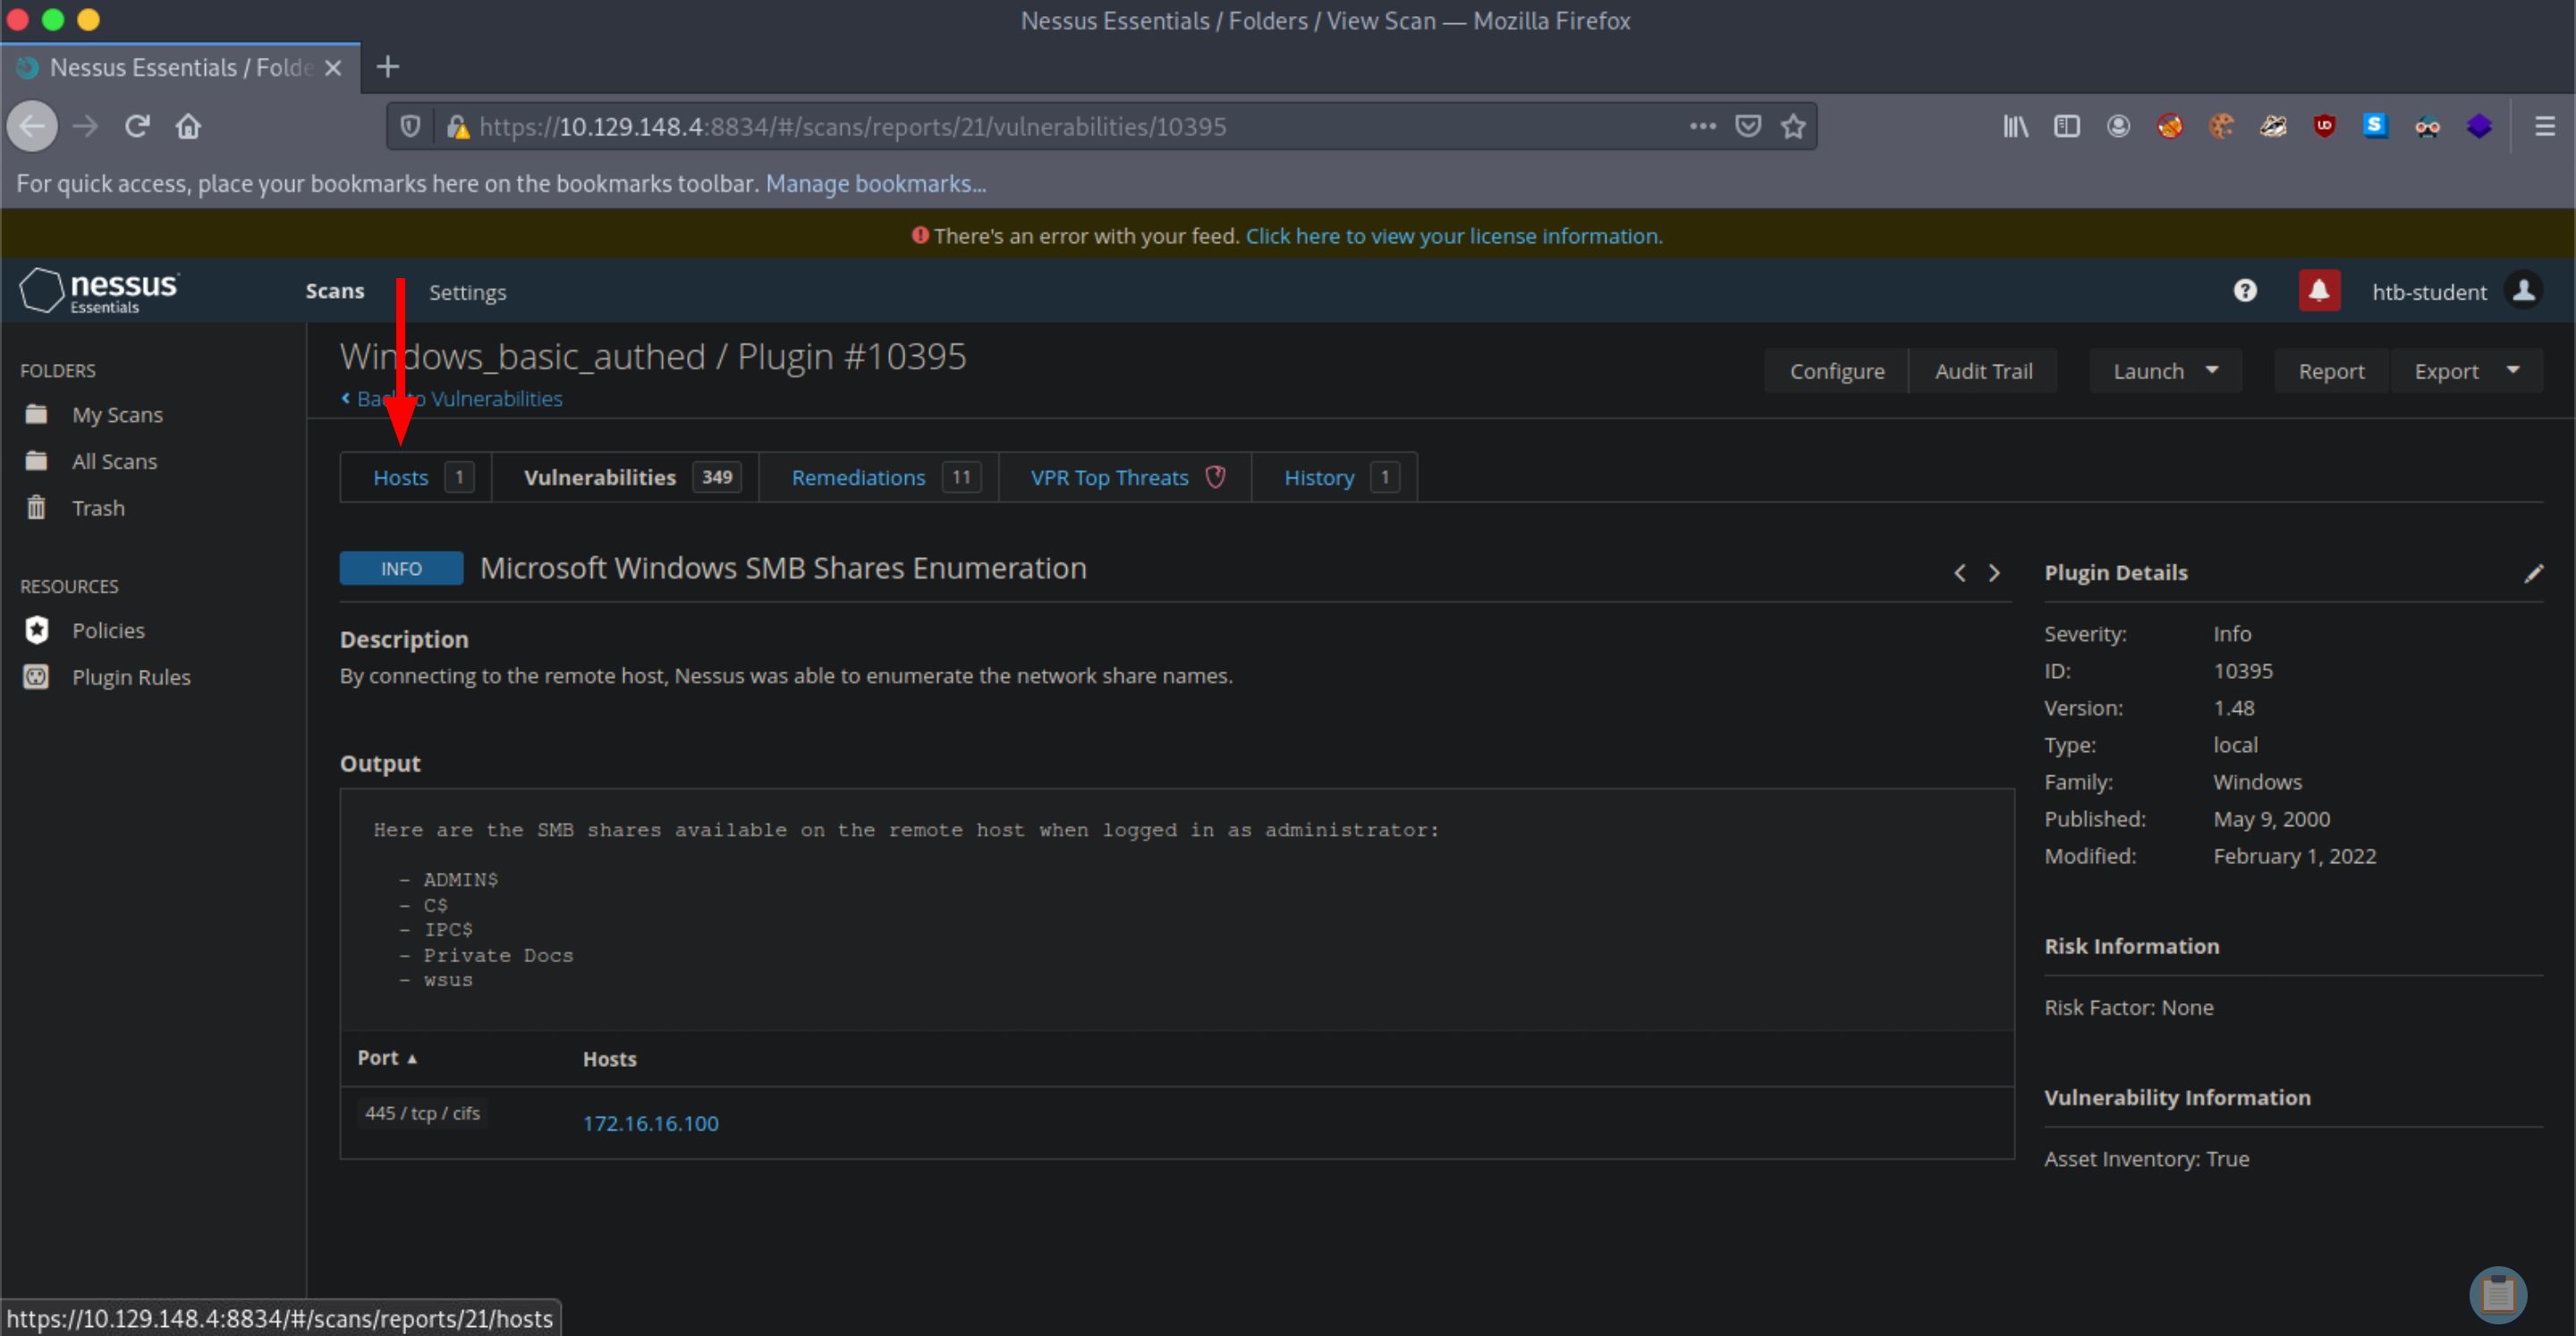 Nessus Essentials / Folders / View Scan — Mozilla Firefox
Nessus Essentials / Folde
https://10.129.148.4:8834/#/scans/reports/21/vulnerabilities/10395
For quick access, place your bookmarks here on the bookmarks toolbar. Manage bookmarks...
There's an error with your feed. Click here to view your license information.
nessus
Essentials
Scans
Settings
htb-student
FOLDERS
My Scans
All Scans
Trash
RESOURCES
Policies
Plugin Rules
Windows_basic_authed / Plugin #10395
Back to Vulnerabilities
Configure
Audit Trail
Launch
Report
Export
Hosts 1
Vulnerabilities 349
Remediations 11
VPR Top Threats
History 1
INFO
Microsoft Windows SMB Shares Enumeration
Description
By connecting to the remote host, Nessus was able to enumerate the network share names.
Output
Here are the SMB shares available on the remote host when logged in as administrator:
- ADMIN$
- C$
- IPC$
- Private Docs
- wsus
Port Hosts
445 / tcp / cifs 172.16.16.100
Plugin Details
Severity: Info
ID: 10395
Version: 1.48
Type: local
Family: Windows
Published: May 9, 2000
Modified: February 1, 2022
Risk Information
Risk Factor: None
Vulnerability Information
Asset Inventory: True
https://10.129.148.4:8834/#/scans/reports/21/hosts